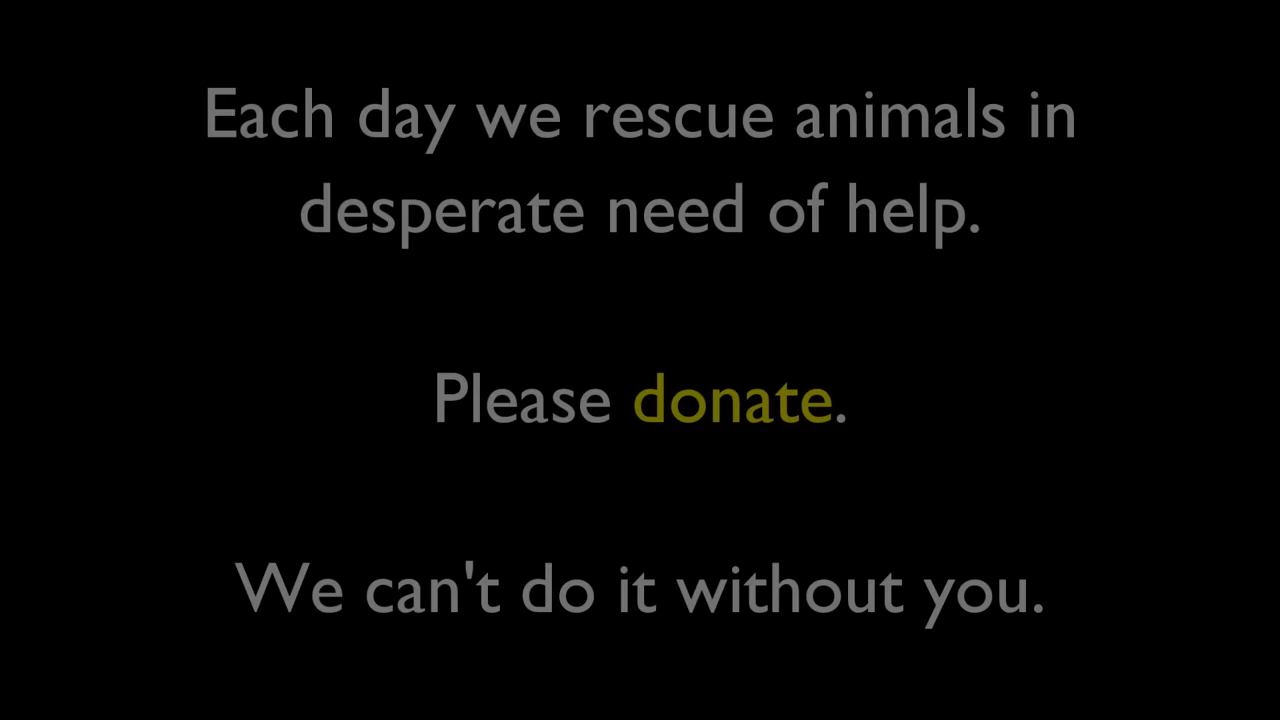 Each day we rescue animals in
desperate need of help.
Please donate.
We can't do it without you.